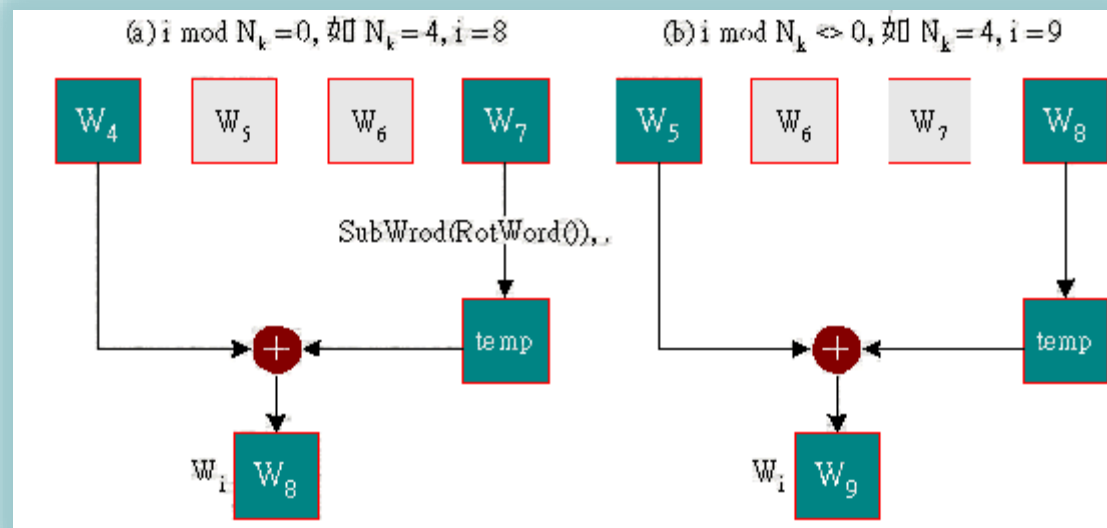 (a) i mod Nₖ = 0, 如 Nₖ = 4, i = 8
(b) i mod Nₖ <> 0, 如 Nₖ = 4, i = 9
W₄ W₅ W₆ W₇
W₅ W₆ W₇ W₈
SubWrod(RotWord()), .
temp
temp
+
+
Wᵢ W₈
Wᵢ W₉